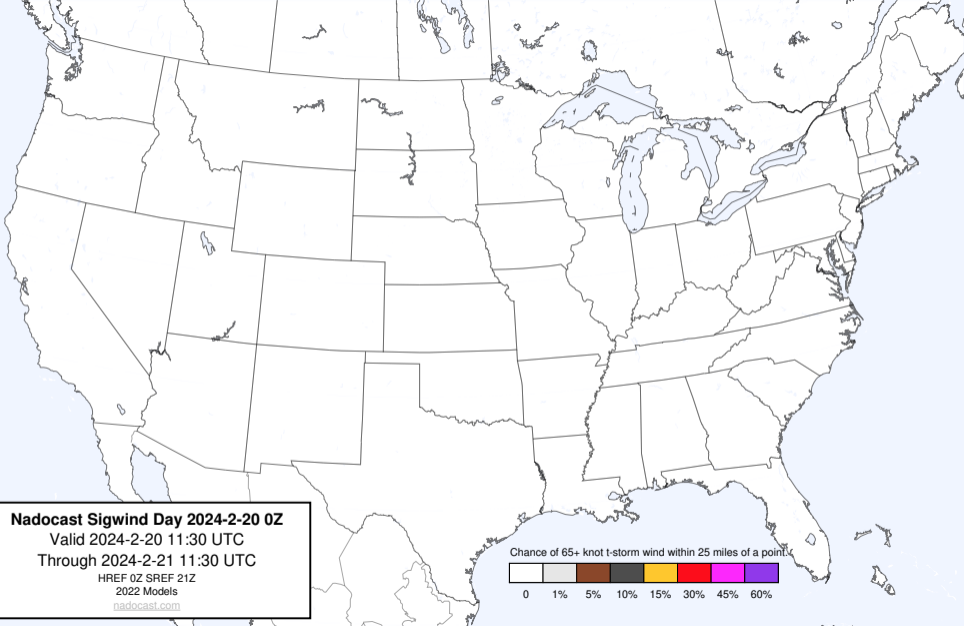 Nadocast Sigwind Day 2024-2-20 0Z
Valid 2024-2-20 11:30 UTC
Through 2024-2-21 11:30 UTC
HREF 0Z SREF 21Z
2022 Models
nadocast.com
Chance of 65+ knot t-storm wind within 25 miles of a point.
0 1% 5% 10% 15% 30% 45% 60%